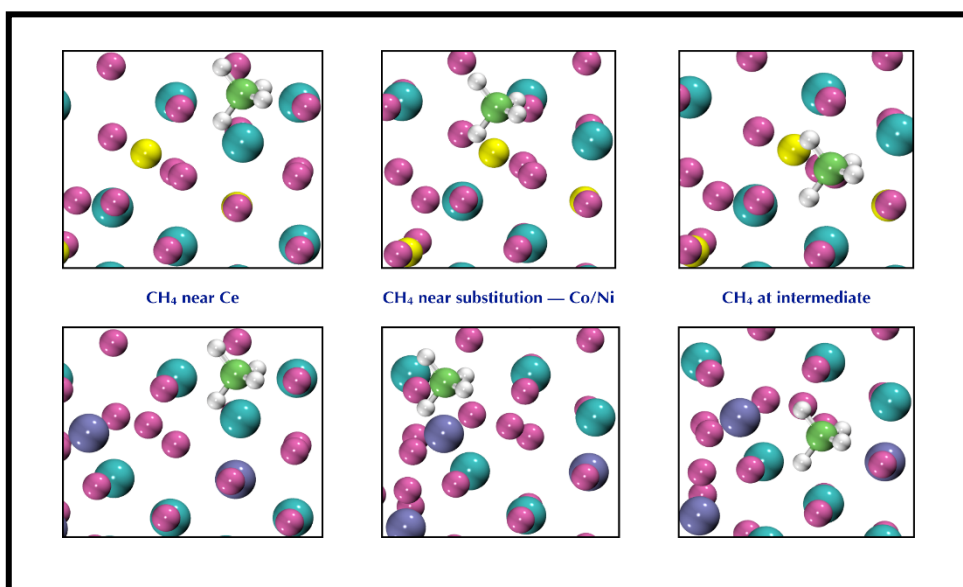 CH₄ near Ce
CH₄ near substitution — Co/Ni
CH₄ at intermediate